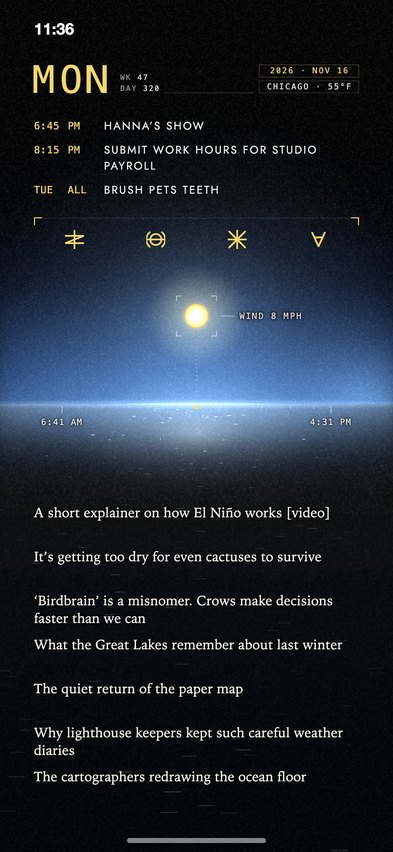 11:36
MON
WK 47
DAY 320
2026 · NOV 16
CHICAGO · 55°F
6:45 PM HANNA'S SHOW
8:15 PM SUBMIT WORK HOURS FOR STUDIO
PAYROLL
TUE ALL BRUSH PETS TEETH
WIND 8 MPH
6:41 AM
4:31 PM
A short explainer on how El Niño works [video]
It’s getting too dry for even cactuses to survive
‘Birdbrain’ is a misnomer. Crows make decisions
faster than we can
What the Great Lakes remember about last winter
The quiet return of the paper map
Why lighthouse keepers kept such careful weather
diaries
The cartographers redrawing the ocean floor